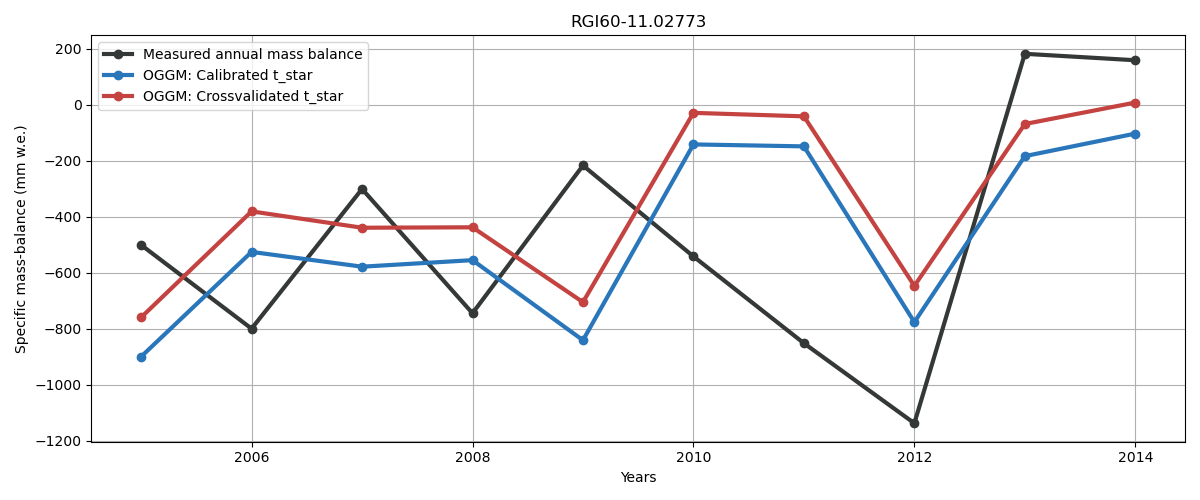 RGI60-11.02773
Measured annual mass balance
OGGM: Calibrated t_star
OGGM: Crossvalidated t_star
Specific mass-balance (mm w.e.)
200
0
−200
−400
−600
−800
−1000
−1200
2006 2008 2010 2012 2014
Years